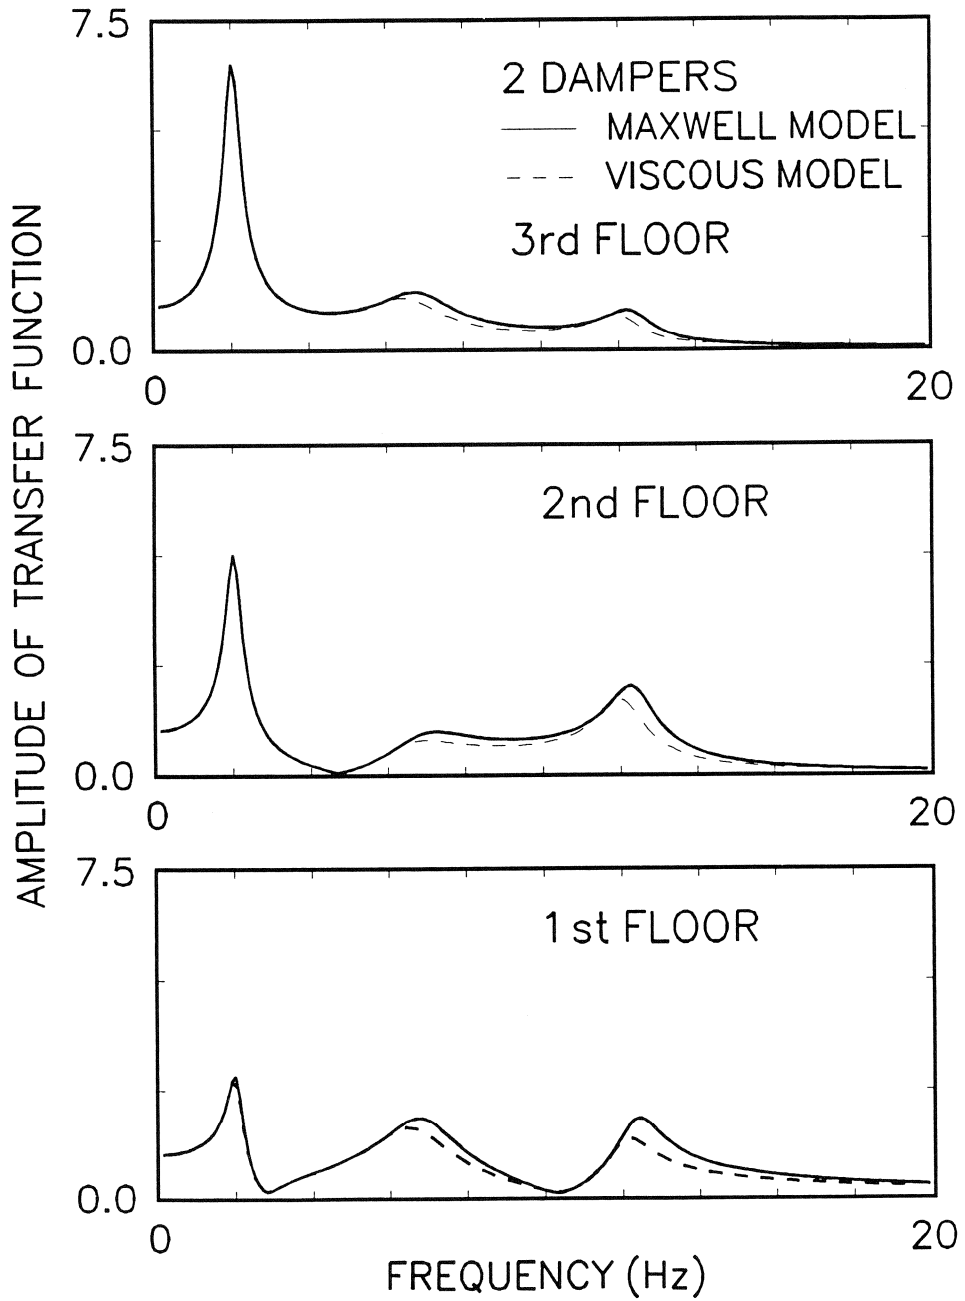 7.5
2 DAMPERS
MAXWELL MODEL
VISCOUS MODEL
3rd FLOOR
0.0
0
20
7.5
2nd FLOOR
0.0
0
20
7.5
1st FLOOR
0.0
0
20
FREQUENCY (Hz)
AMPLITUDE OF TRANSFER FUNCTION